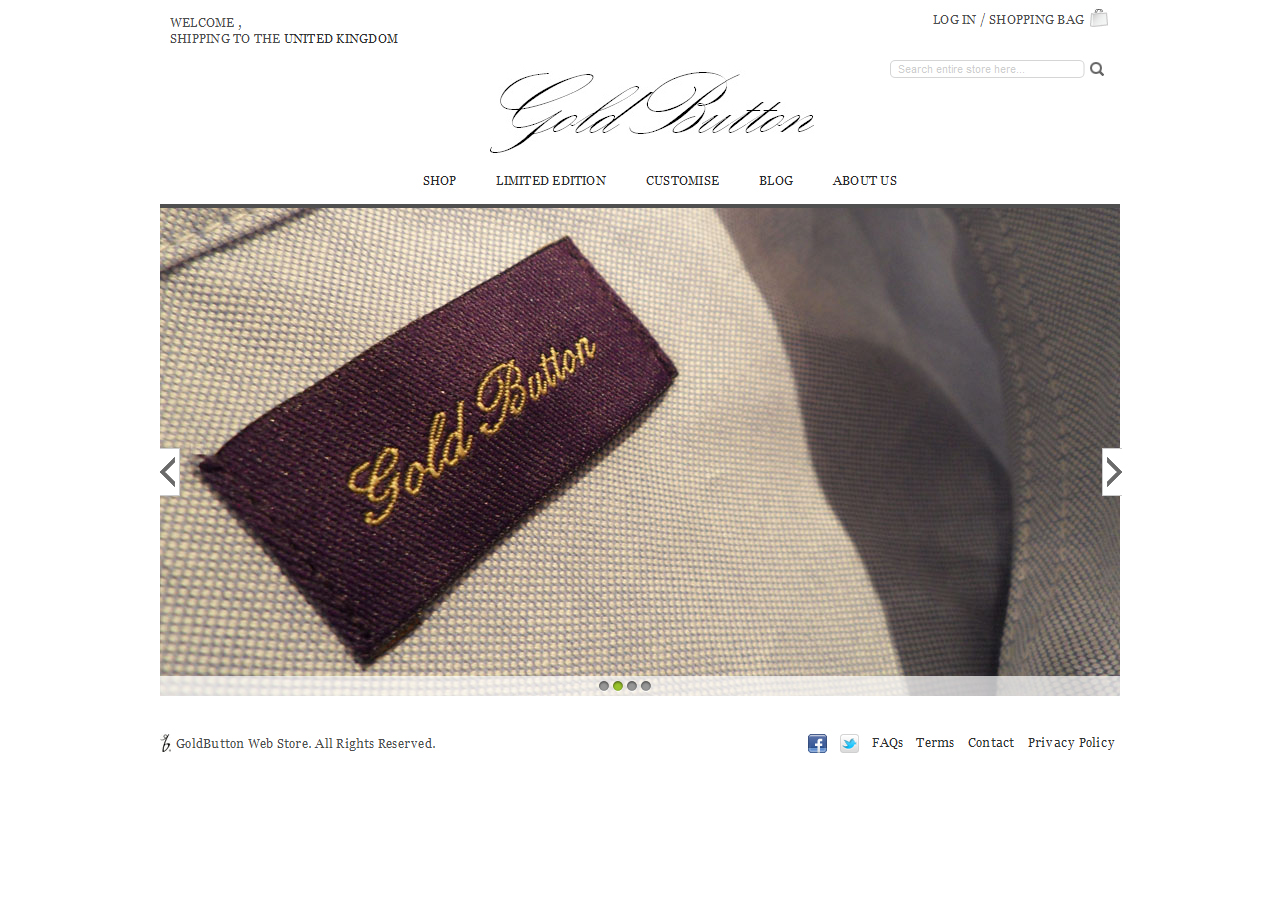 WELCOME ,
SHIPPING TO THE UNITED KINGDOM
LOG IN / SHOPPING BAG
Search entire store here...
Gold Button
SHOP LIMITED EDITION CUSTOMISE BLOG ABOUT US
Gold Button
GoldButton Web Store. All Rights Reserved.
FAQs Terms Contact Privacy Policy